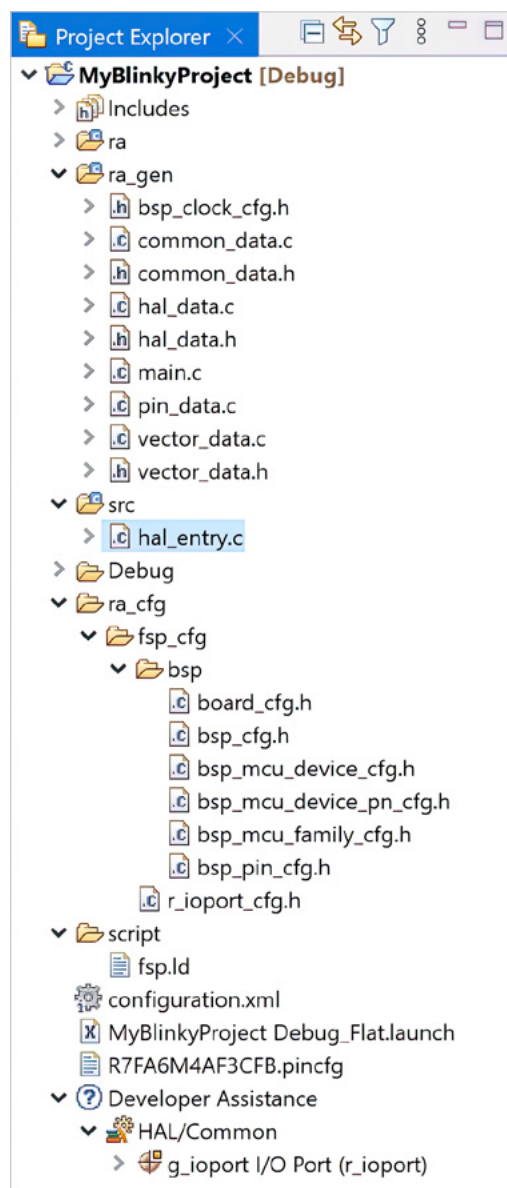 Project Explorer
MyBlinkyProject [Debug]
Includes
ra
ra_gen
bsp_clock_cfg.h
common_data.c
common_data.h
hal_data.c
hal_data.h
main.c
pin_data.c
vector_data.c
vector_data.h
src
hal_entry.c
Debug
ra_cfg
fsp_cfg
bsp
board_cfg.h
bsp_cfg.h
bsp_mcu_device_cfg.h
bsp_mcu_device_pn_cfg.h
bsp_mcu_family_cfg.h
bsp_pin_cfg.h
r_ioport_cfg.h
script
fsp.ld
configuration.xml
MyBlinkyProject Debug_Flat.launch
R7FA6M4AF3CFB.pincfg
Developer Assistance
HAL/Common
g_ioport I/O Port (r_ioport)